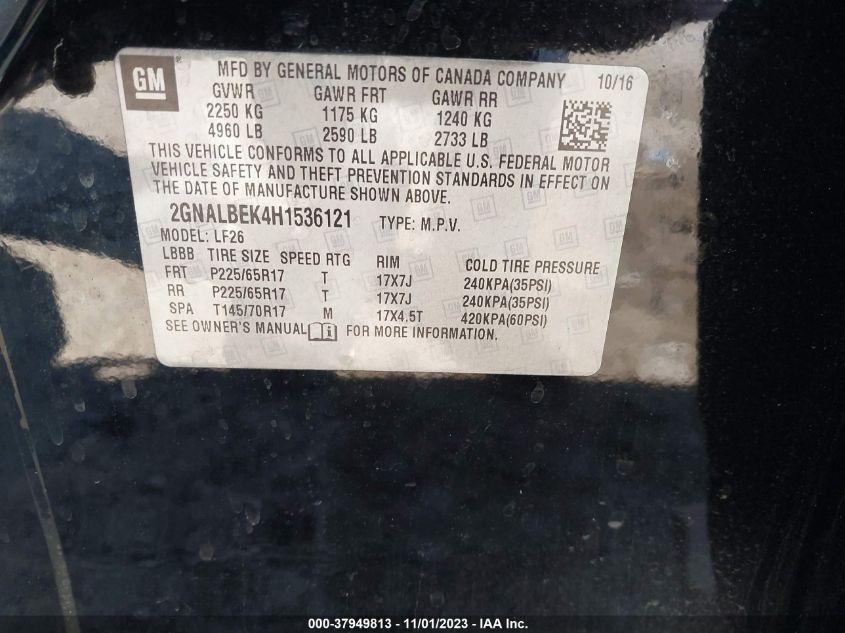 GM
MFD BY GENERAL MOTORS OF CANADA COMPANY 10/16
GVWR GAWR FRT GAWR RR
2250 KG 1175 KG 1240 KG
4960 LB 2590 LB 2733 LB
THIS VEHICLE CONFORMS TO ALL APPLICABLE U.S. FEDERAL MOTOR
VEHICLE SAFETY AND THEFT PREVENTION STANDARDS IN EFFECT ON
THE DATE OF MANUFACTURE SHOWN ABOVE.
2GNALBEK4H1536121 TYPE: M.P.V.
MODEL: LF26
LBBB TIRE SIZE SPEED RTG RIM COLD TIRE PRESSURE
FRT P225/65R17 T 17X7J 240KPA(35PSI)
RR P225/65R17 T 17X7J 240KPA(35PSI)
SPA T145/70R17 M 17X4.5T 420KPA(60PSI)
SEE OWNER'S MANUAL i FOR MORE INFORMATION.
000-37949813 - 11/01/2023 - IAA Inc.